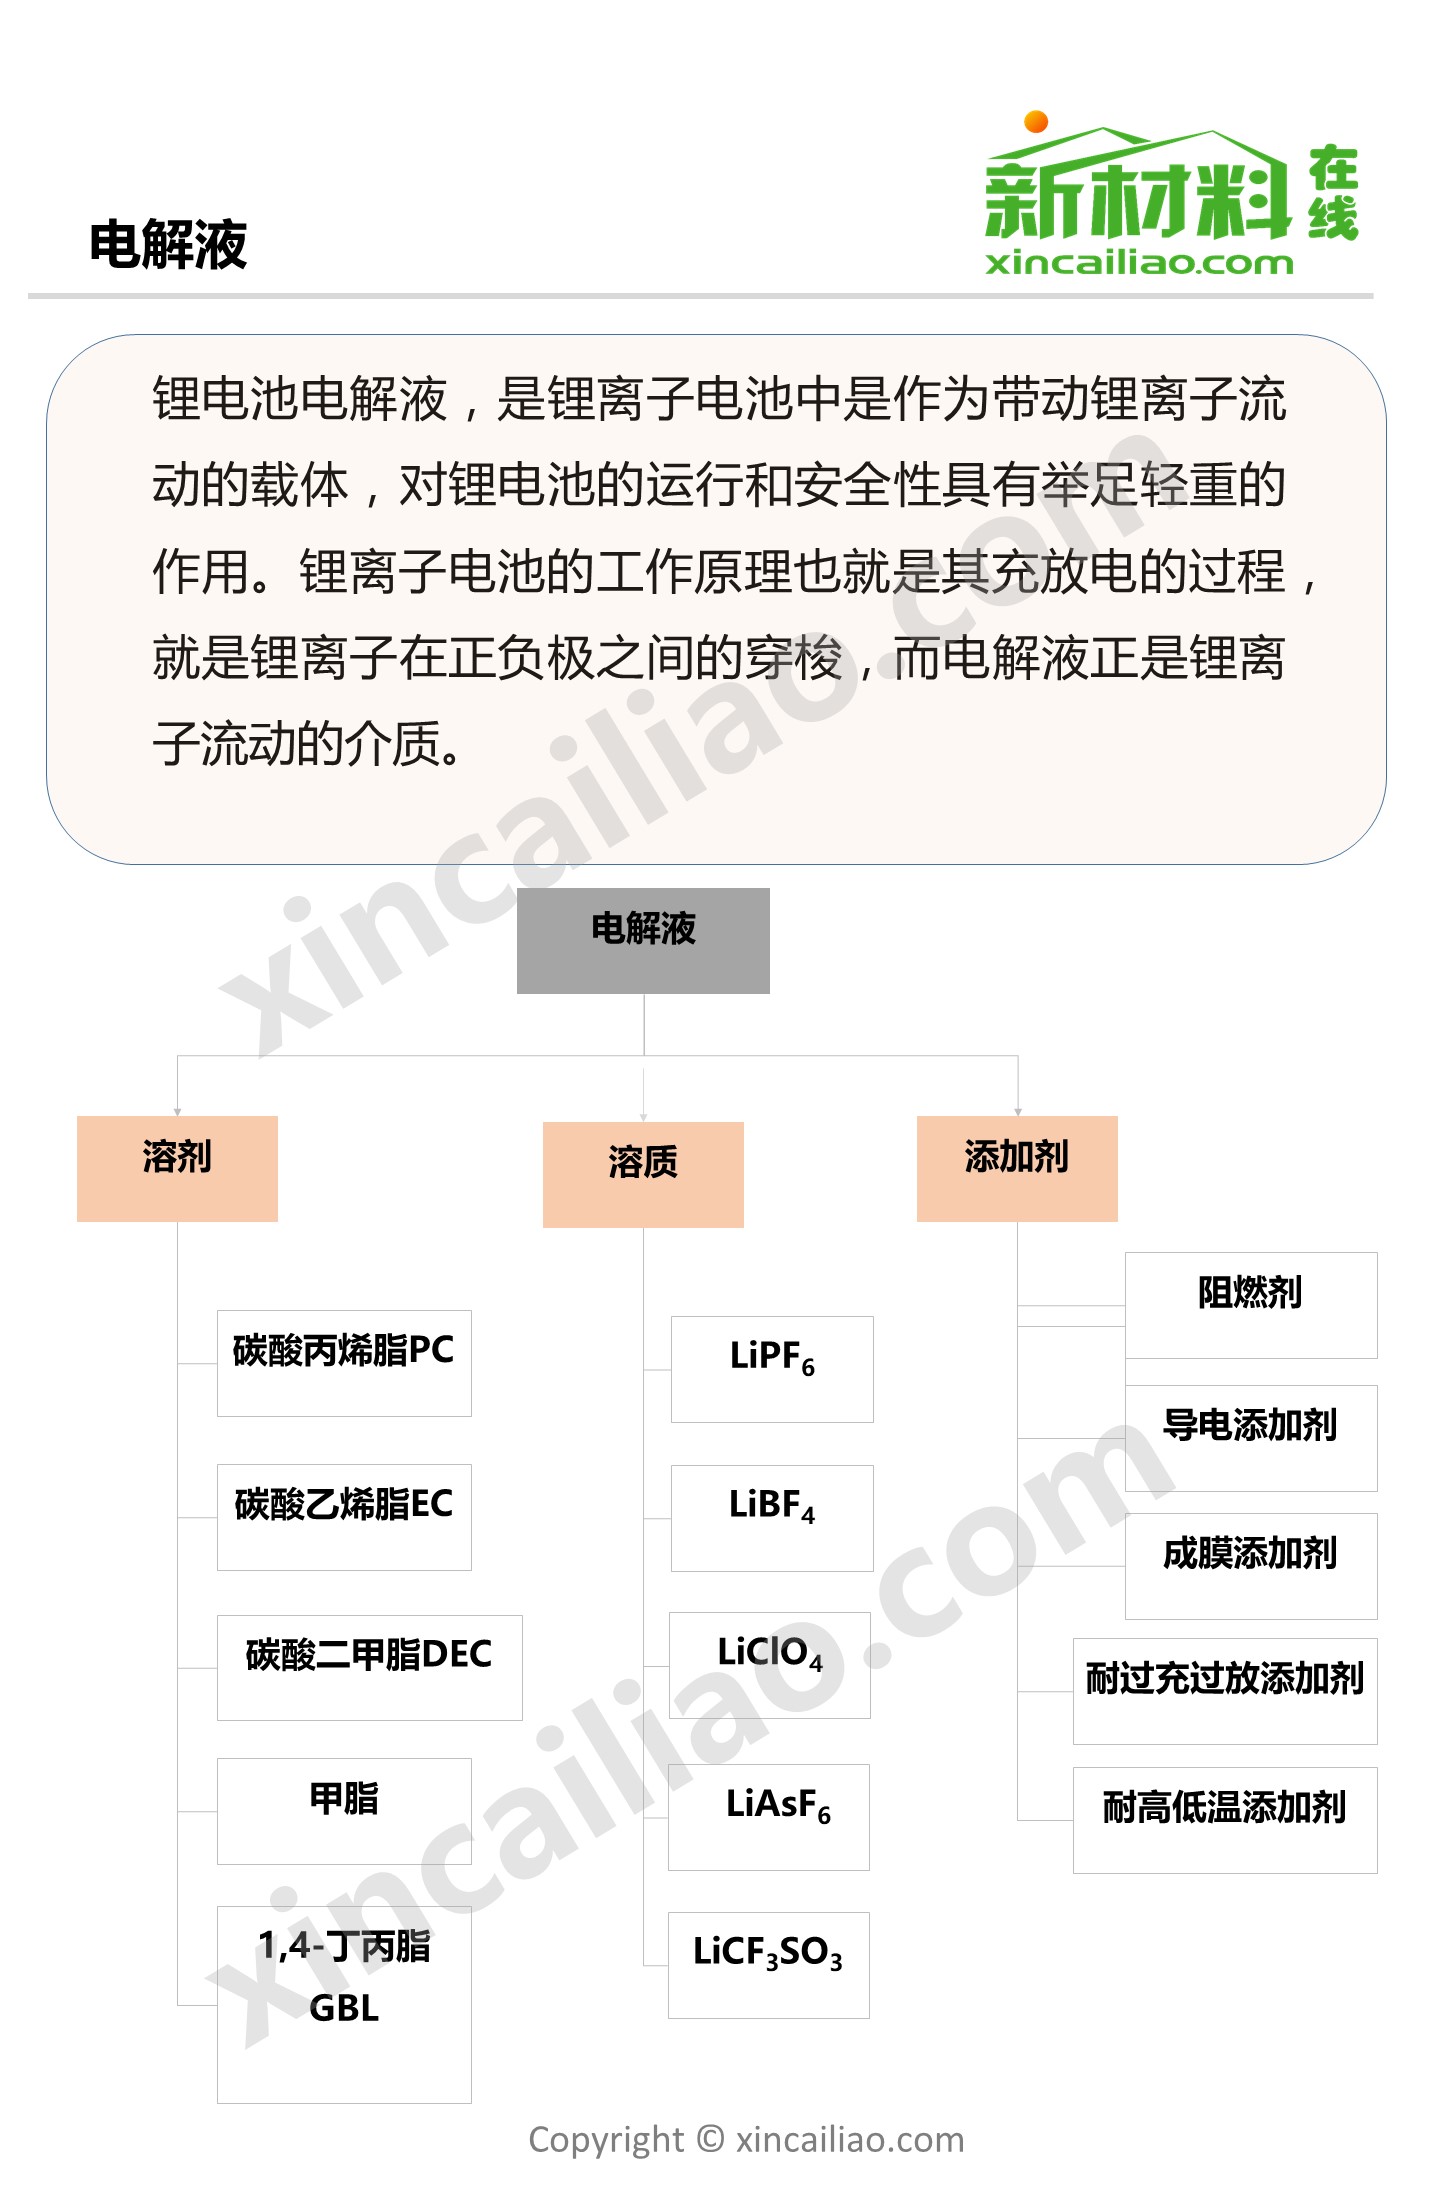 新材料在线
xincailiao.com
电解液
锂电池电解液，是锂离子电池中是作为带动锂离子流
动的载体，对锂电池的运行和安全性具有举足轻重的
作用。锂离子电池的工作原理也就是其充放电的过程，
就是锂离子在正负极之间的穿梭，而电解液正是锂离
子流动的介质。
xincailiao.com
电解液
溶剂
溶质
添加剂
碳酸丙烯脂PC
碳酸乙烯脂EC
碳酸二甲脂DEC
甲脂
1,4-丁丙脂
GBL
LiPF₆
LiBF₄
LiClO₄
LiAsF₆
LiCF₃SO₃
阻燃剂
导电添加剂
成膜添加剂
耐过充过放添加剂
耐高低温添加剂
xincailiao.com
Copyright © xincailiao.com